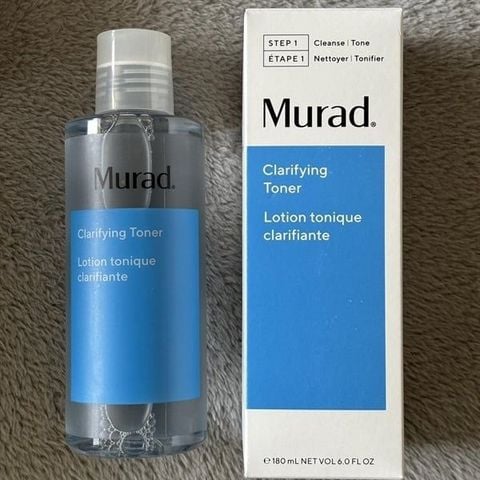 Murad.
Clarifying Toner
Lotion tonique
clarifiante
STEP 1 Cleanse | Tone
ÉTAPE 1 Nettoyer | Tonifier
Murad®
Clarifying
Toner
Lotion tonique
clarifiante
℮ 180 mL NET VOL 6.0 FL OZ